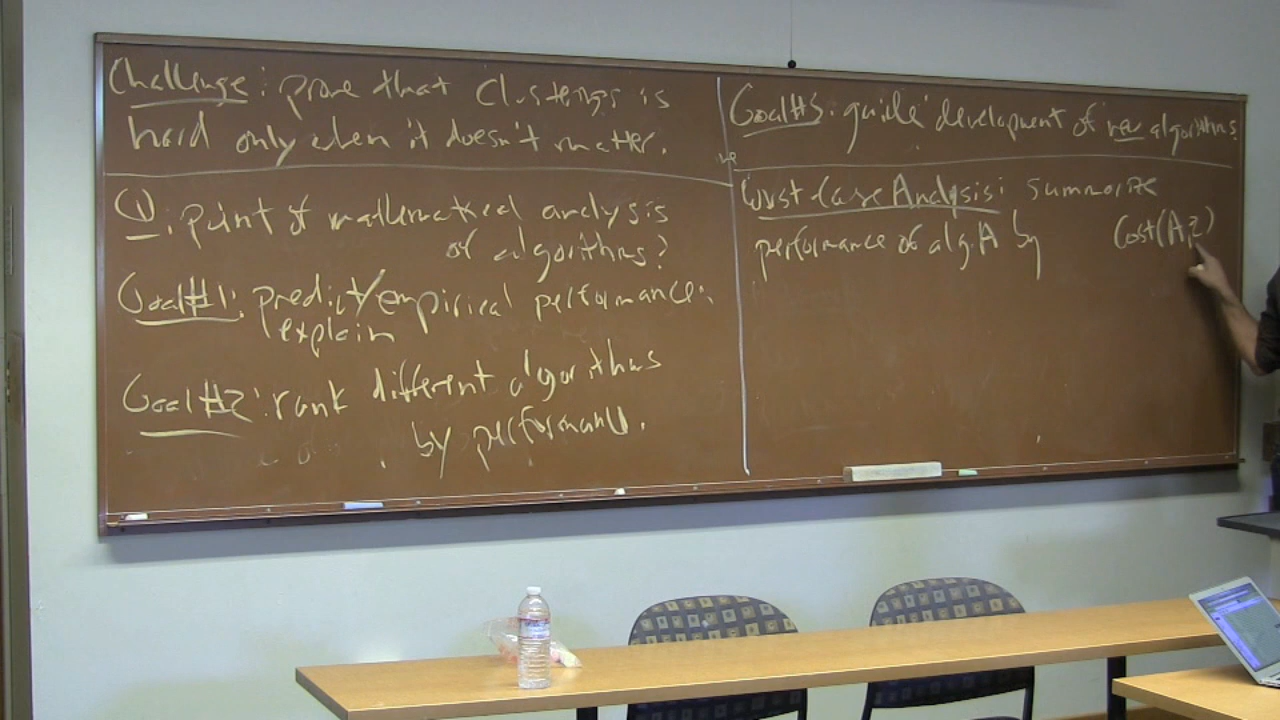 Challenge: prove that clusterings is
hard only when it doesn't matter.
Q: point of mathematical analysis
of algorithms?
Goal #1: predict/empirical performance.
explain
Goal #2: rank different algorithms
by performance.
Goal #3: guide development of new algorithms.
Worst-Case Analysis: summarize
performance of alg. A by
Cost(A,z)